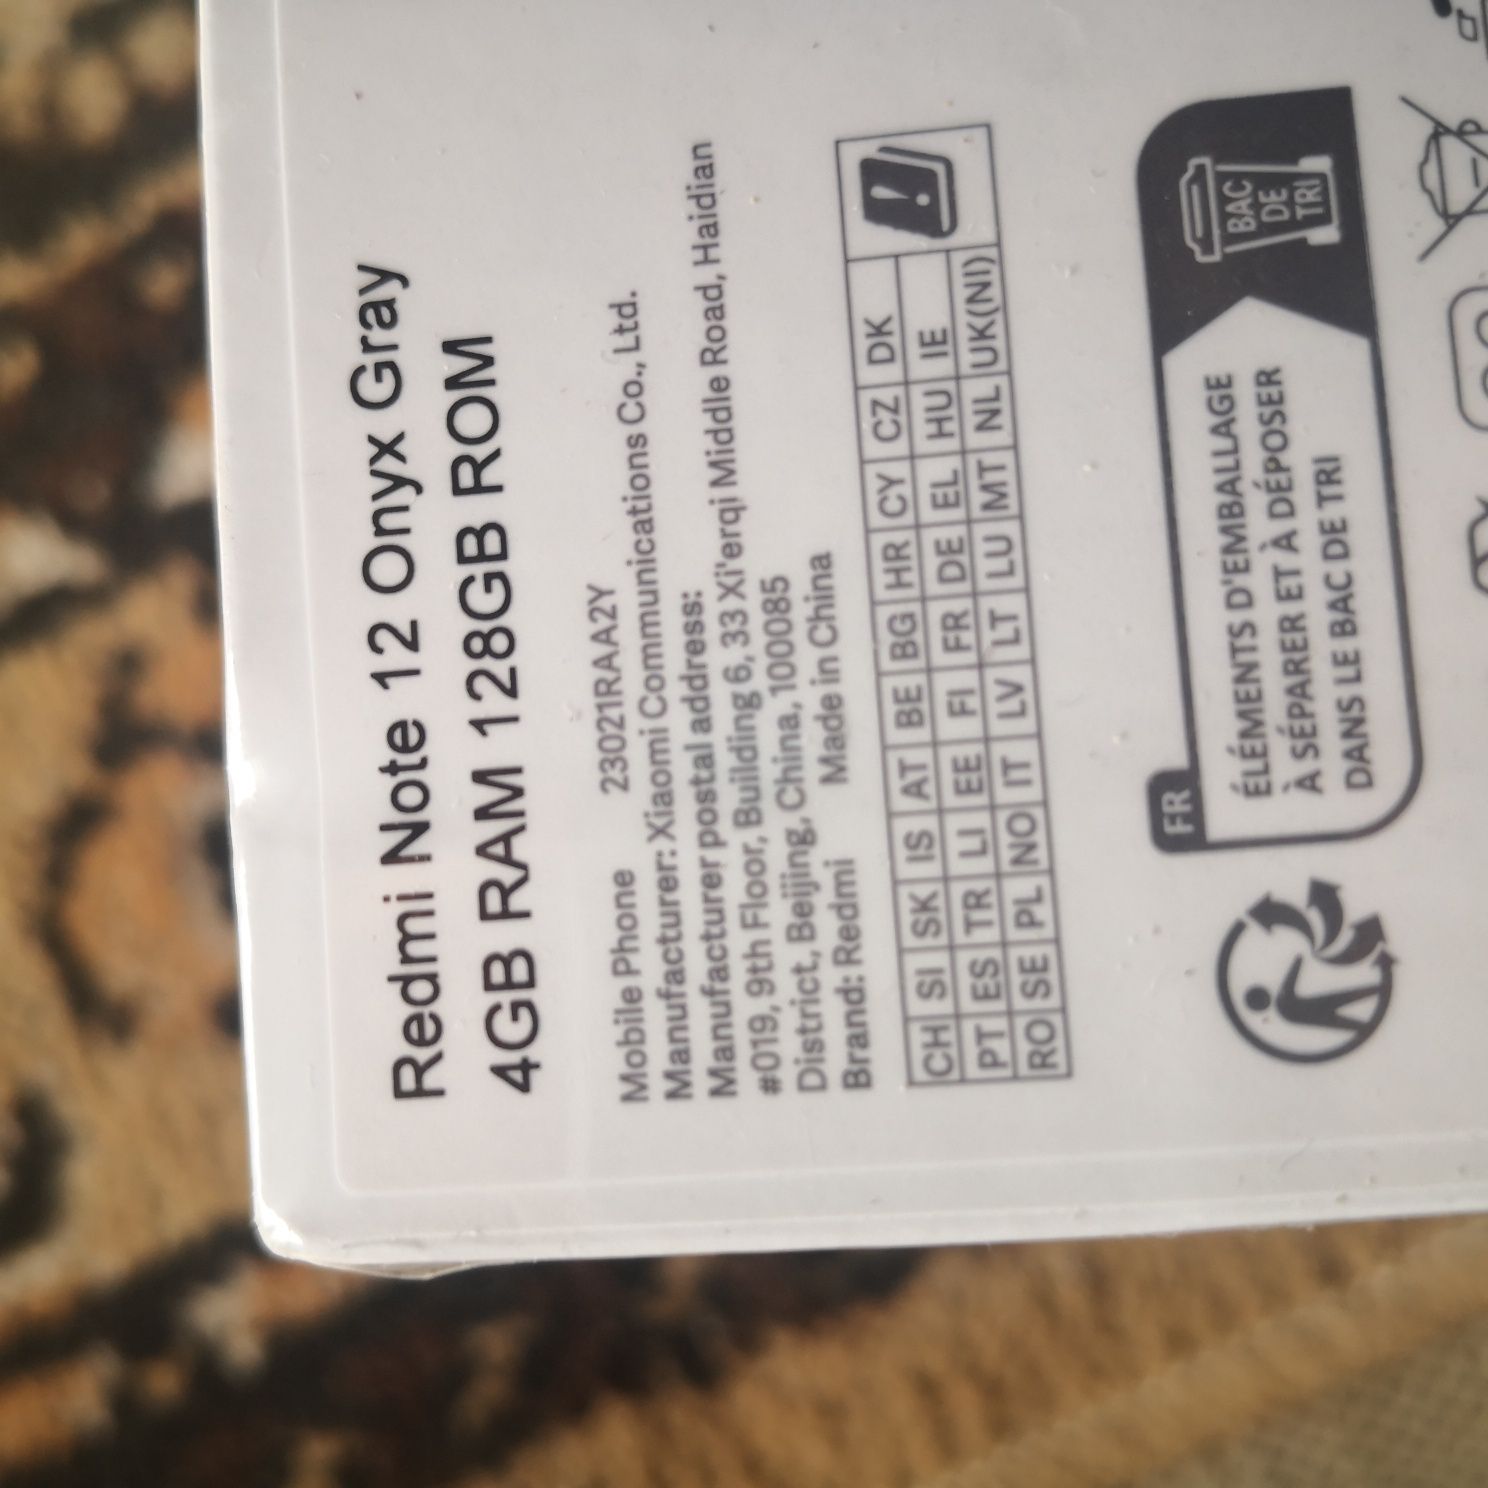 Redmi Note 12 Onyx Gray
4GB RAM 128GB ROM
Mobile Phone 23021RAA2Y
Manufacturer: Xiaomi Communications Co., Ltd.
Manufacturer postal address:
#019, 9th Floor, Building 6, 33 Xi'erqi Middle Road, Haidian
District, Beijing, China, 100085
Brand: Redmi Made in China
CH SI SK IS AT BE BG HR CY CZ DK
PT ES TR LI EE FI FR DE EL HU IE
RO SE PL NO IT LV LT LU MT NL UK(NI)
FR
ÉLÉMENTS D'EMBALLAGE
À SÉPARER ET À DÉPOSER
DANS LE BAC DE TRI
BAC
DE
TRI